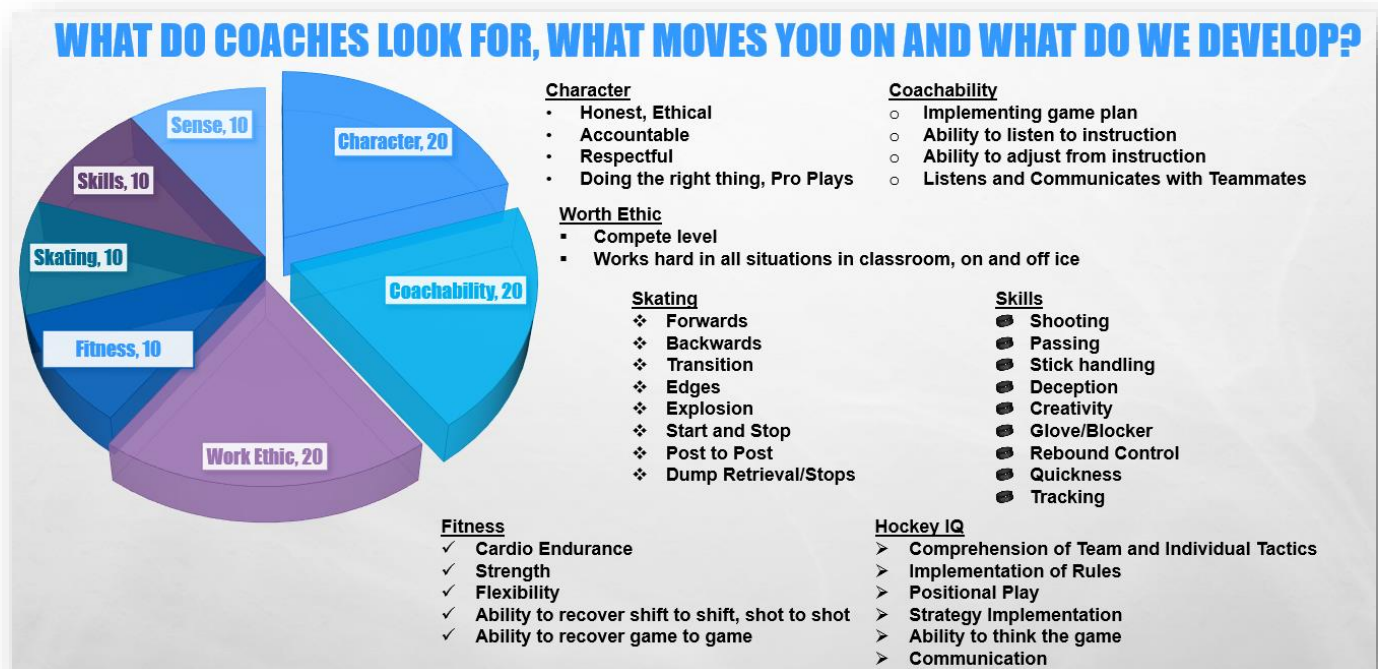 WHAT DO COACHES LOOK FOR, WHAT MOVES YOU ON AND WHAT DO WE DEVELOP?
Sense, 10
Character, 20
Skills, 10
Skating, 10
Coachability, 20
Fitness, 10
Work Ethic, 20
Character
• Honest, Ethical
• Accountable
• Respectful
• Doing the right thing, Pro Plays
Coachability
o Implementing game plan
o Ability to listen to instruction
o Ability to adjust from instruction
o Listens and Communicates with Teammates
Worth Ethic
▪ Compete level
▪ Works hard in all situations in classroom, on and off ice
Skating
❖ Forwards
❖ Backwards
❖ Transition
❖ Edges
❖ Explosion
❖ Start and Stop
❖ Post to Post
❖ Dump Retrieval/Stops
Skills
Shooting
Passing
Stick handling
Deception
Creativity
Glove/Blocker
Rebound Control
Quickness
Tracking
Fitness
✓ Cardio Endurance
✓ Strength
✓ Flexibility
✓ Ability to recover shift to shift, shot to shot
✓ Ability to recover game to game
Hockey IQ
➢ Comprehension of Team and Individual Tactics
➢ Implementation of Rules
➢ Positional Play
➢ Strategy Implementation
➢ Ability to think the game
➢ Communication